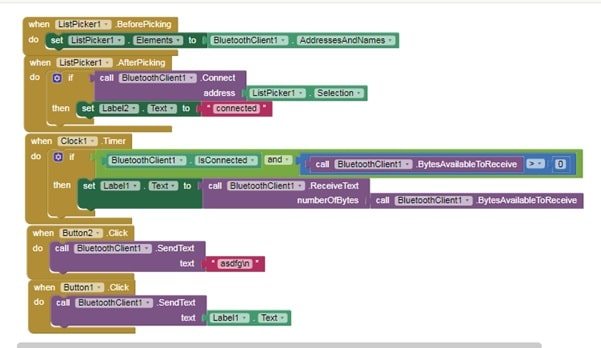 when ListPicker1 .BeforePicking
do set ListPicker1 . Elements to BluetoothClient1 . AddressesAndNames
when ListPicker1 .AfterPicking
do if call BluetoothClient1 .Connect
address ListPicker1 . Selection
then set Label2 . Text to " connected "
when Clock1 .Timer
do if BluetoothClient1 . IsConnected and call BluetoothClient1 .BytesAvailableToReceive > 0
then set Label1 . Text to call BluetoothClient1 .ReceiveText
numberOfBytes call BluetoothClient1 .BytesAvailableToReceive
when Button2 .Click
do call BluetoothClient1 .SendText
text " asdfg\n "
when Button1 .Click
do call BluetoothClient1 .SendText
text Label1 . Text